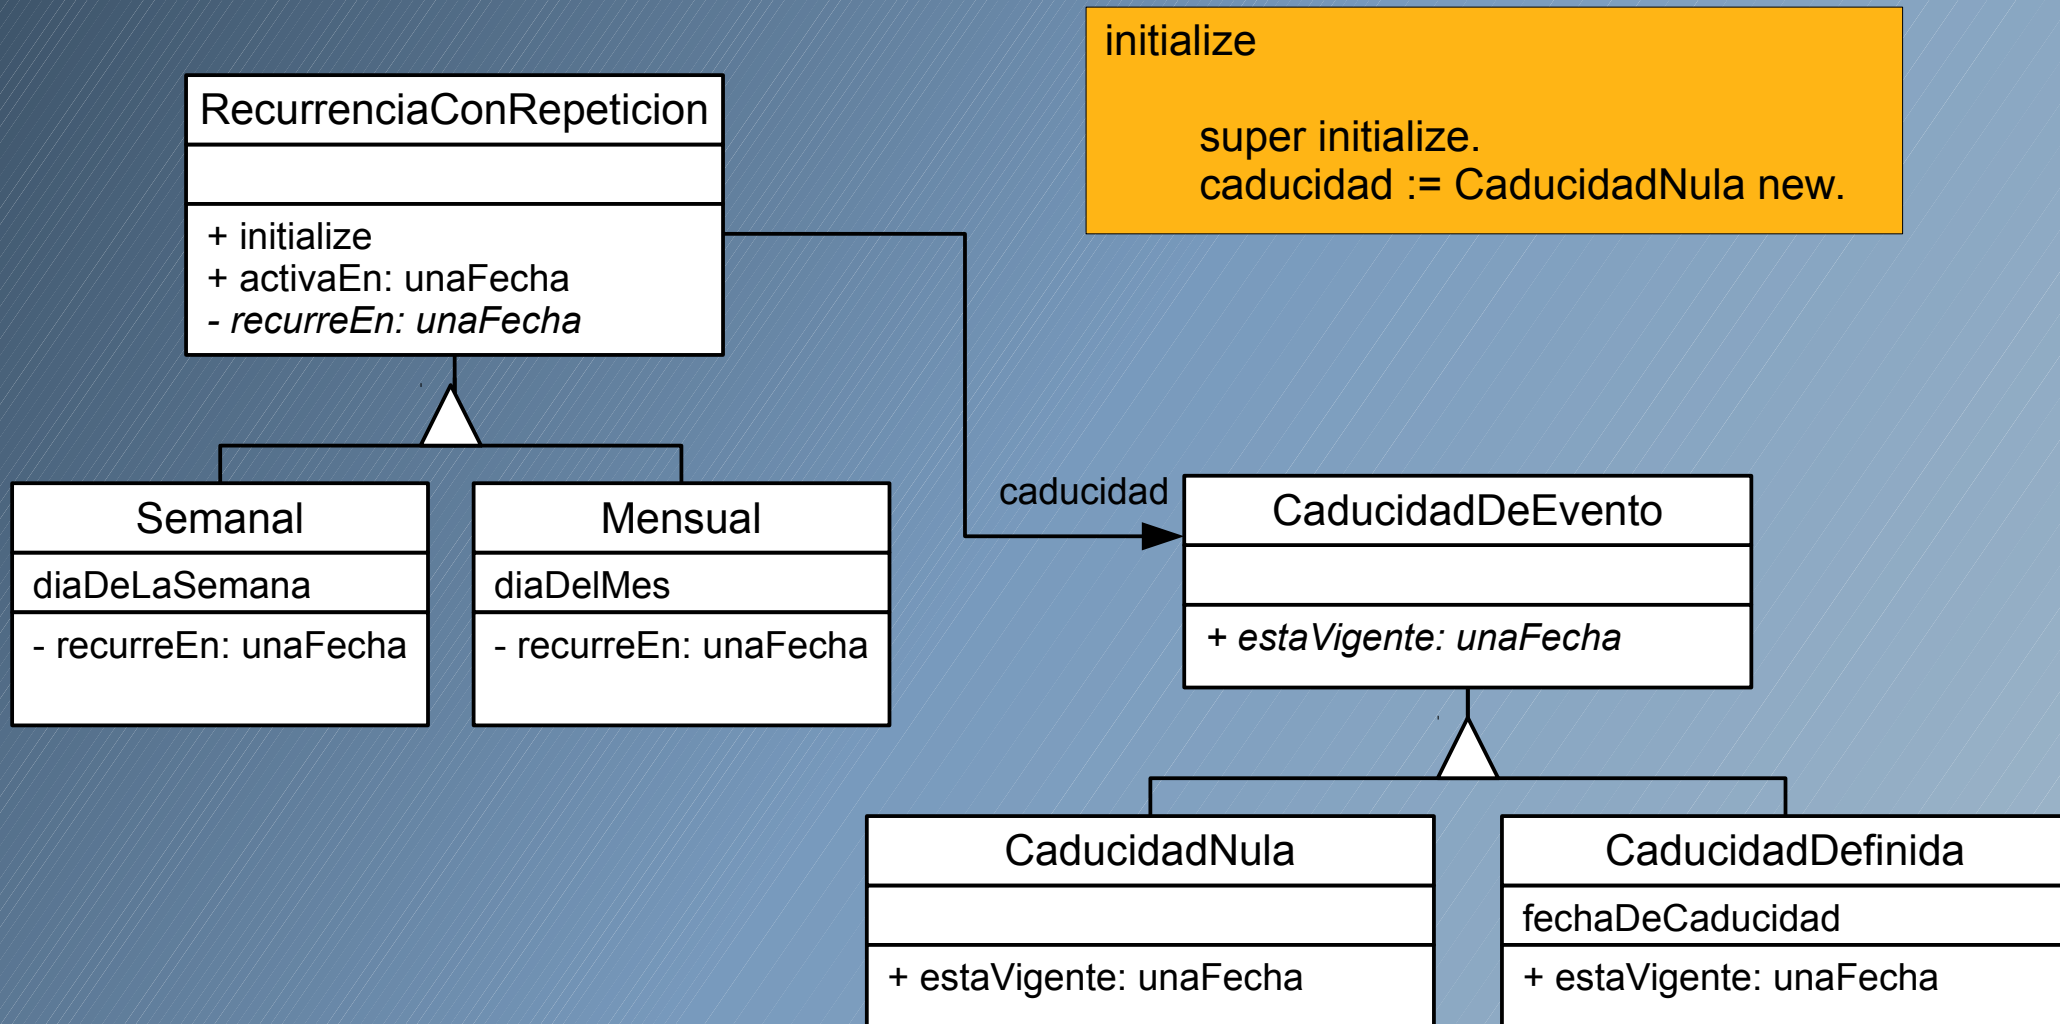 initialize
super initialize.
caducidad := CaducidadNula new.
RecurrenciaConRepeticion
+ initialize
+ activaEn: unaFecha
- recurreEn: unaFecha
Semanal
diaDeLaSemana
- recurreEn: unaFecha
Mensual
diaDelMes
- recurreEn: unaFecha
caducidad
CaducidadDeEvento
+ estaVigente: unaFecha
CaducidadNula
+ estaVigente: unaFecha
CaducidadDefinida
fechaDeCaducidad
+ estaVigente: unaFecha